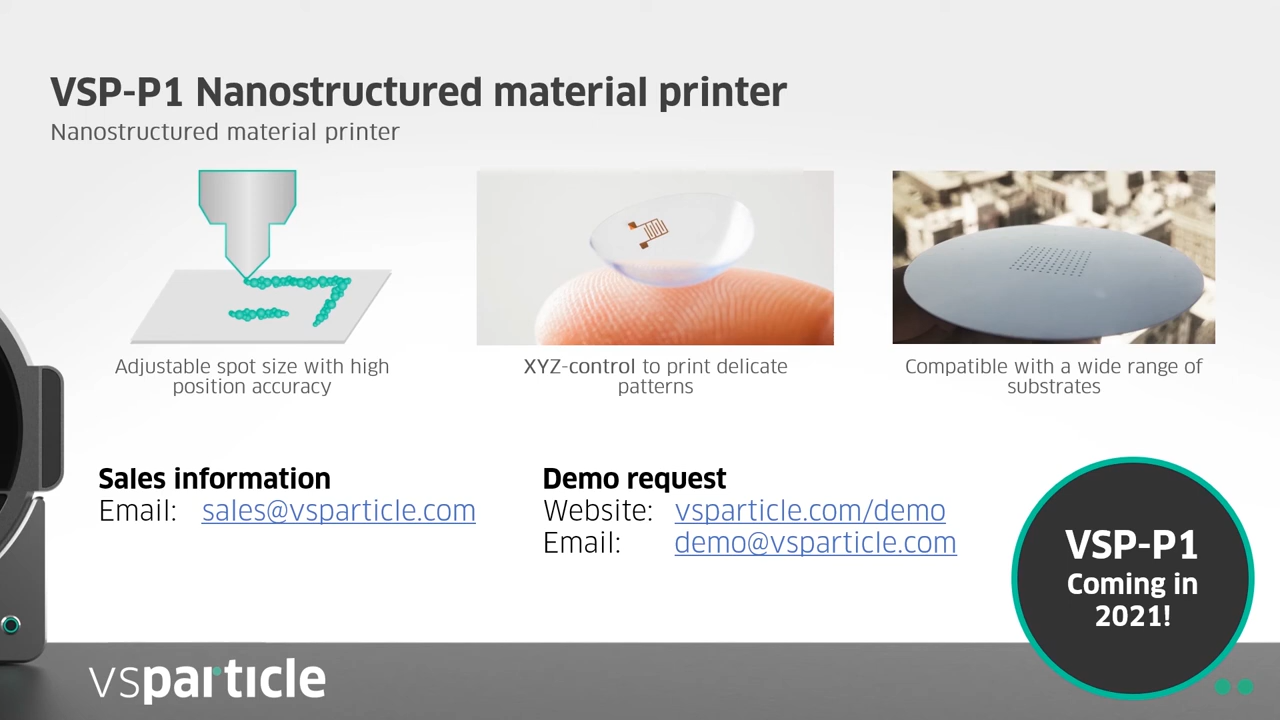 VSP-P1 Nanostructured material printer
Nanostructured material printer
Adjustable spot size with high
position accuracy
XYZ-control to print delicate
patterns
Compatible with a wide range of
substrates
Sales information
Email: sales@vsparticle.com
Demo request
Website: vsparticle.com/demo
Email: demo@vsparticle.com
VSP-P1
Coming in
2021!
vsparticle